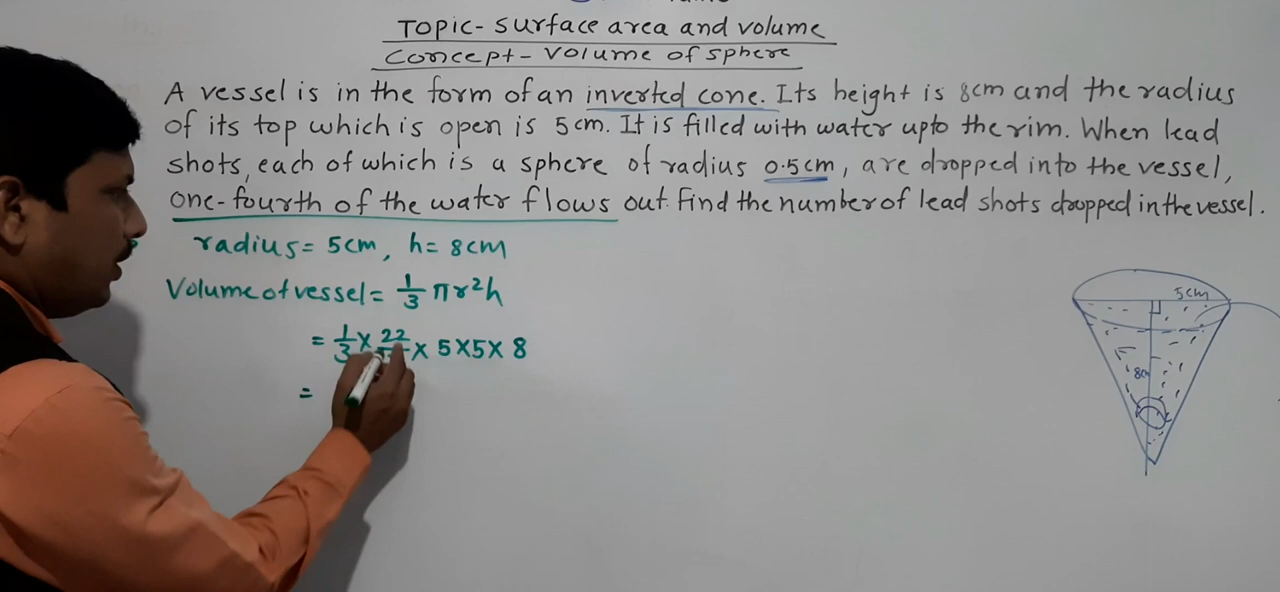 Topic- surface area and volume
Concept- Volume of sphere
A vessel is in the form of an inverted cone. Its height is 8cm and the radius
of its top which is open is 5cm. It is filled with water upto the rim. When lead
shots, each of which is a sphere of radius 0.5cm, are dropped into the vessel,
one-fourth of the water flows out. Find the number of lead shots dropped in the vessel.
radius= 5cm, h= 8cm
Volume of vessel= 1/3 πr²h
= 1/3 × 22/ × 5×5× 8
=
5cm
8cm